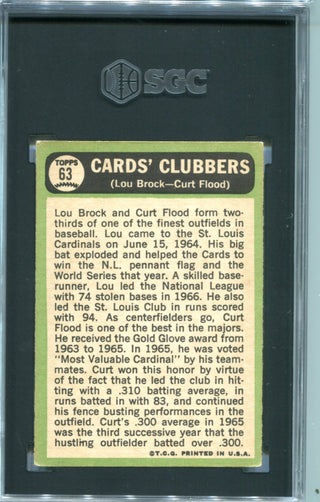 SGC
TOPPS
63
CARDS' CLUBBERS
(Lou Brock—Curt Flood)
Lou Brock and Curt Flood form two-
thirds of one of the finest outfields in
baseball. Lou came to the St. Louis
Cardinals on June 15, 1964. His big
bat exploded and helped the Cards to
win the N.L. pennant flag and the
World Series that year. A skilled base-
runner, Lou led the National League
with 74 stolen bases in 1966. He also
led the St. Louis Club in runs scored
with 94. As centerfielders go, Curt
Flood is one of the best in the majors.
He received the Gold Glove award from
1963 to 1965. In 1965, he was voted
"Most Valuable Cardinal" by his team-
mates. Curt won this honor by virtue
of the fact that he led the club in hit-
ting with a .310 batting average, in
runs batted in with 83, and continued
his fence busting performances in the
outfield. Curt's .300 average in 1965
was the third successive year that the
hustling outfielder batted over .300.
©T.C.G. PRINTED IN U.S.A.